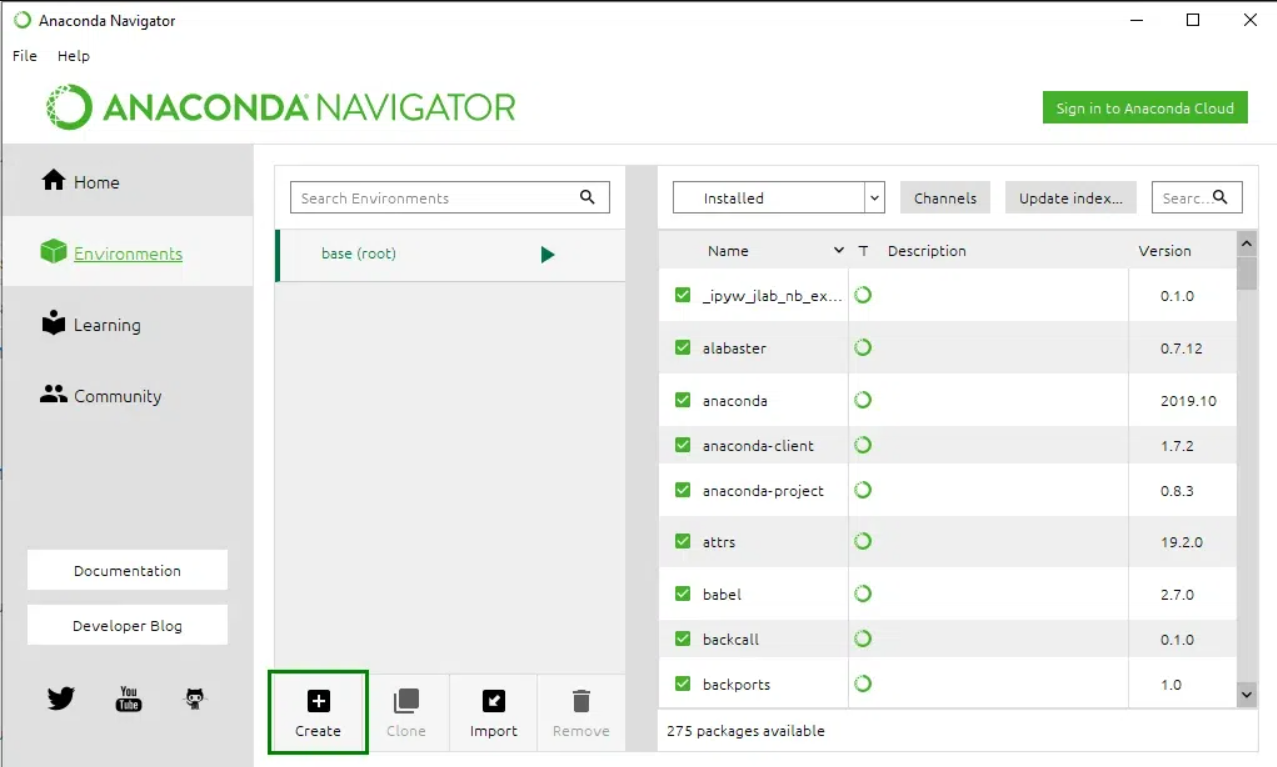 Anaconda Navigator
File Help
ANACONDA NAVIGATOR
Sign in to Anaconda Cloud
Home
Environments
Learning
Community
Documentation
Developer Blog
You
Tube
Search Environments
base (root)
Create Clone Import Remove
Installed Channels Update index... Searc...
Name T Description Version
_ipyw_jlab_nb_ex... 0.1.0
alabaster 0.7.12
anaconda 2019.10
anaconda-client 1.7.2
anaconda-project 0.8.3
attrs 19.2.0
babel 2.7.0
backcall 0.1.0
backports 1.0
275 packages available